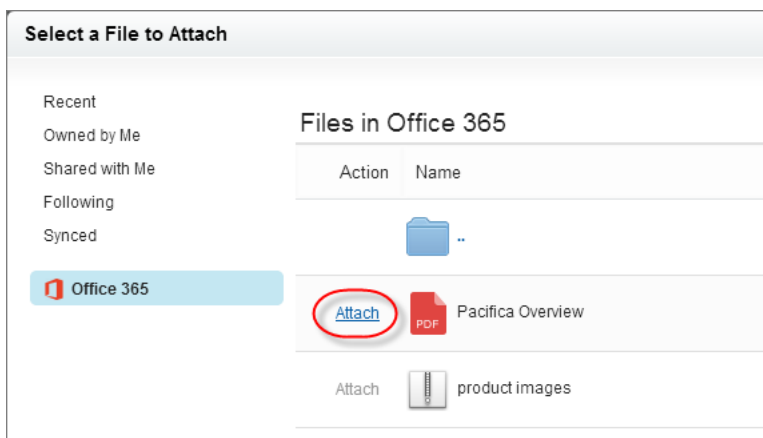 Select a File to Attach
Recent
Owned by Me
Shared with Me
Following
Synced
Office 365
Files in Office 365
Action Name
..
Attach PDF Pacifica Overview
Attach product images